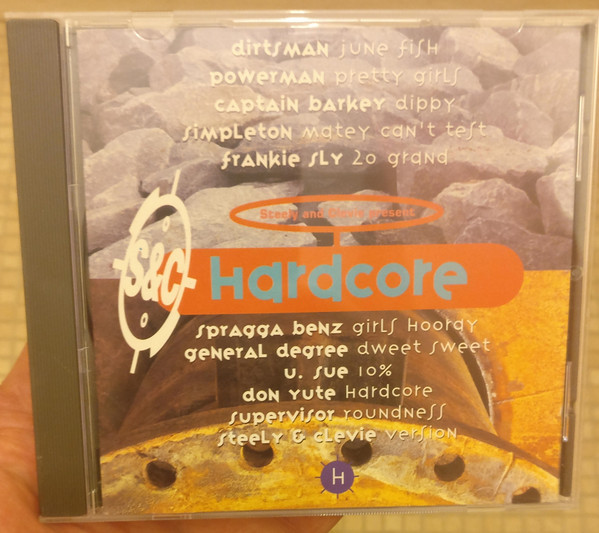 dirtsman june fish
powerman pretty girls
captain barkey dippy
simpleton matey can't test
frankie sly 20 grand
Steely and Clevie present
S&C
Hardcore
spragga benz girls hooray
general degree dweet sweet
u. sue 10%
don yute hardcore
supervisor roundness
steely & clevie version
H